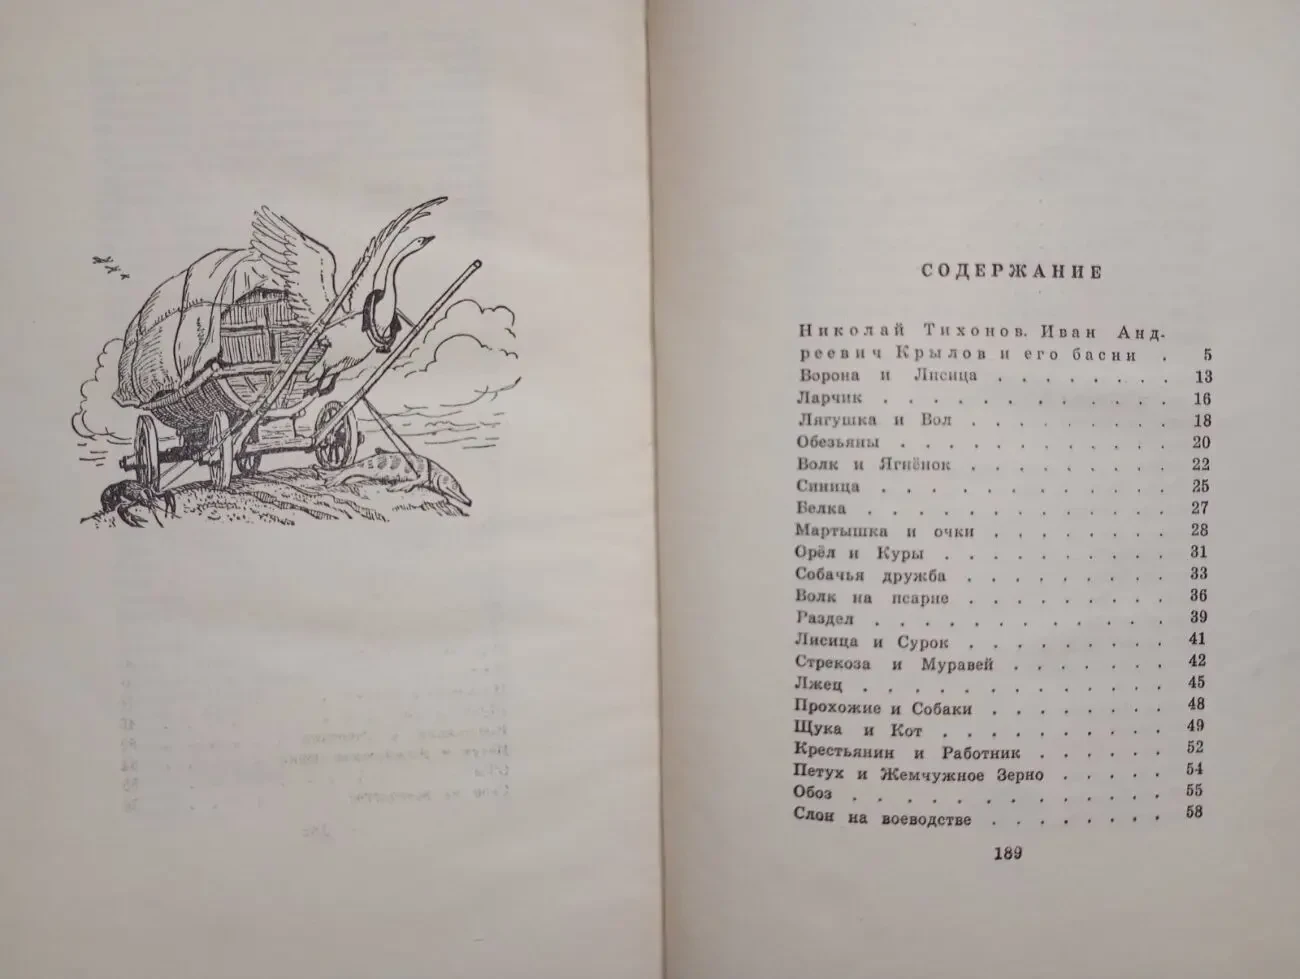 СОДЕРЖАНИЕ
Николай Тихонов. Иван Анд-
реевич Крылов и его басни . 5
Ворона и Лисица . . . . . . . . 13
Ларчик . . . . . . . . . . . . 16
Лягушка и Вол . . . . . . . . . 18
Обезьяны . . . . . . . . . . . 20
Волк и Ягнёнок . . . . . . . . . 22
Синица . . . . . . . . . . . . 25
Белка . . . . . . . . . . . . 27
Мартышка и очки . . . . . . . . 28
Орёл и Куры . . . . . . . . . . 31
Собачья дружба . . . . . . . . . 33
Волк на псарне . . . . . . . . . 36
Раздел . . . . . . . . . . . . 39
Лисица и Сурок . . . . . . . . . 41
Стрекоза и Муравей . . . . . . . 42
Лжец . . . . . . . . . . . . . 45
Прохожие и Собаки . . . . . . . . 48
Щука и Кот . . . . . . . . . . 49
Крестьянин и Работник . . . . . . 52
Петух и Жемчужное Зерно . . . . . 54
Обоз . . . . . . . . . . . . . 55
Слон на воеводстве . . . . . . . . 58
189